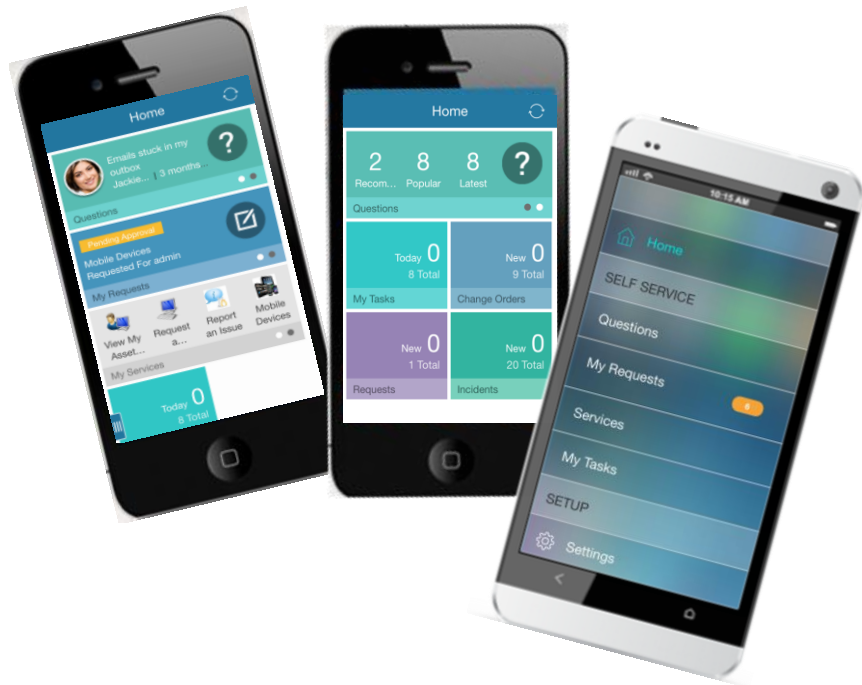 Home
Emails stuck in my
outbox
Jackie... | 3 months...
?
Questions
Pending Approval
Mobile Devices
Requested For admin
My Requests
View My
Asset...
Request
a...
Report
an Issue
Mobile
Devices
My Services
Today 0
8 Total
Home
2 8 8
Recom... Popular Latest
?
Questions
Today 0
8 Total
My Tasks
New 0
9 Total
Change Orders
New 0
1 Total
Requests
New 0
20 Total
Incidents
10:15 AM
Home
SELF SERVICE
Questions
My Requests
6
Services
My Tasks
SETUP
Settings